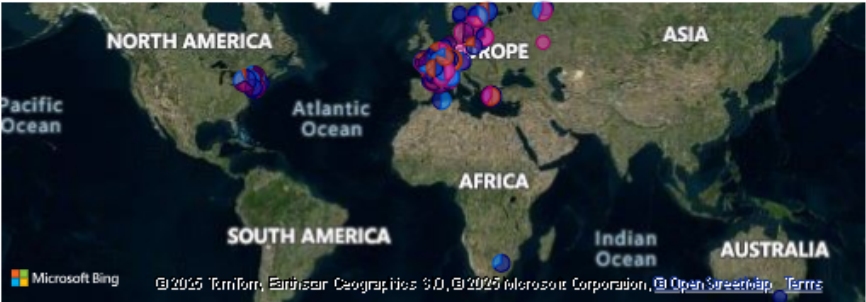 NORTH AMERICA
ASIA
ROPE
Pacific
Ocean
Atlantic
Ocean
AFRICA
SOUTH AMERICA
Indian
Ocean
AUSTRALIA
Microsoft Bing
© 2025 TomTom, Earthstar Geographics SIO, © 2025 Microsoft Corporation, © OpenStreetMap Terms